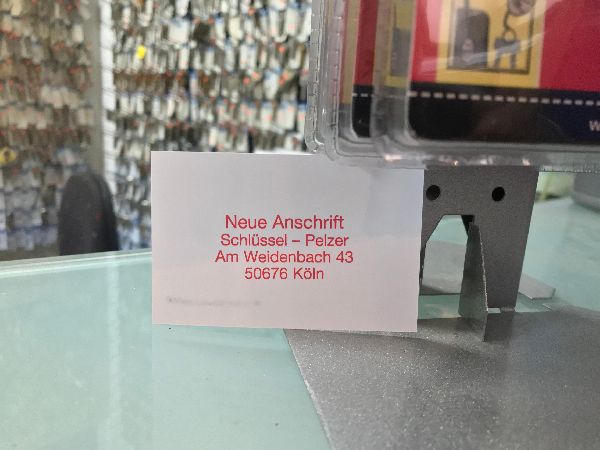 Neue Anschrift
Schlüssel – Pelzer
Am Weidenbach 43
50676 Köln